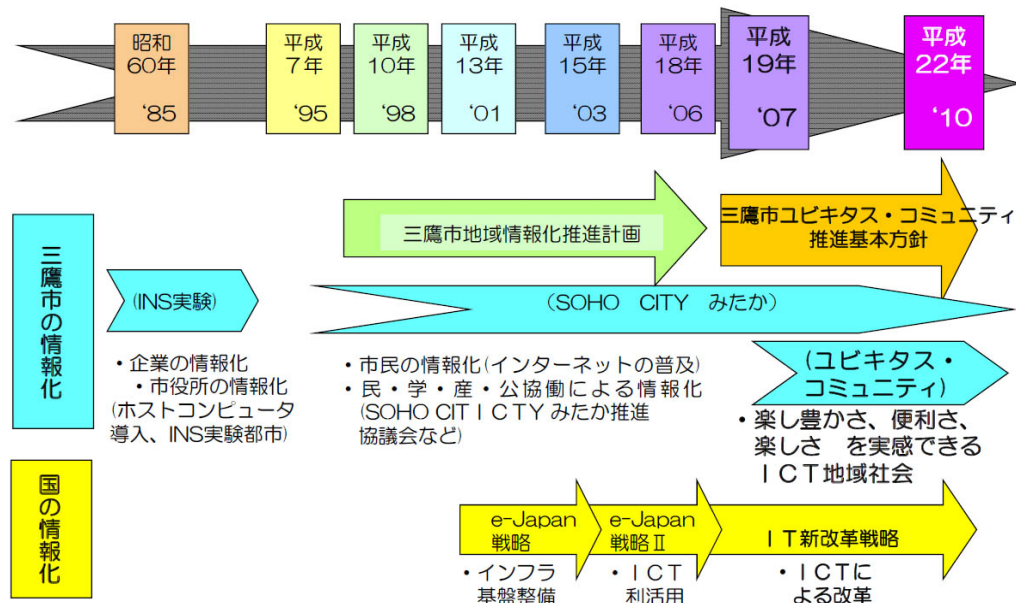 昭和
60年
‘85
平成
7年
‘95
平成
10年
‘98
平成
13年
‘01
平成
15年
‘03
平成
18年
‘06
平成
19年
‘07
平成
22年
‘10
三鷹市の情報化
三鷹市地域情報化推進計画
三鷹市ユビキタス・コミュニティ
推進基本方針
(INS実験)
（SOHO CITY みたか）
・企業の情報化
・市役所の情報化
(ホストコンピュータ
導入、INS実験都市)
・市民の情報化(インターネットの普及)
・民・学・産・公協働による情報化
(SOHO CITＩCTY みたか推進
協議会など)
(ユビキタス・
コミュニティ)
・楽し豊かさ、便利さ、
楽しさ　を実感できる
ＩＣＴ地域社会
国の情報化
e-Japan
戦略
e-Japan
戦略Ⅱ
ＩＴ新改革戦略
・インフラ
基盤整備
・ＩＣＴ
利活用
・ＩＣＴに
よる改革